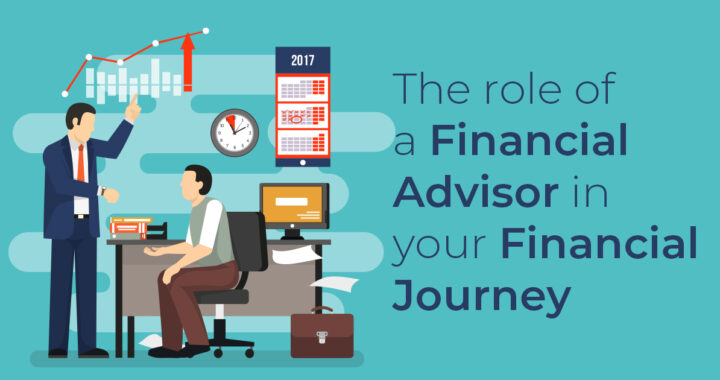 2017
The role of
a Financial
Advisor in
your Financial
Journey